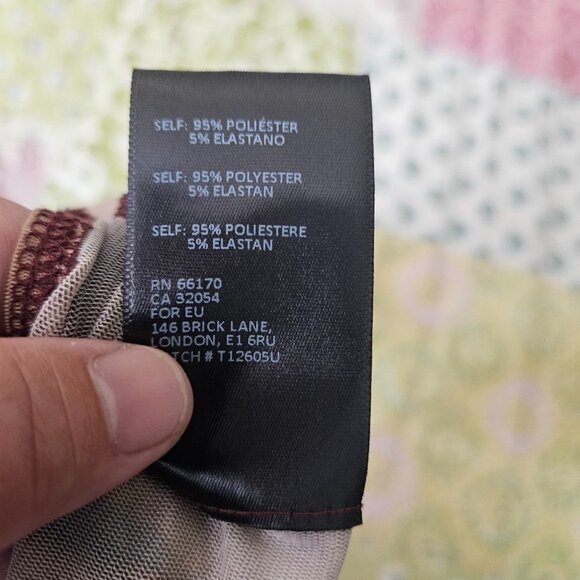 SELF: 95% POLIÉSTER
5% ELASTANO
SELF: 95% POLYESTER
5% ELASTAN
SELF: 95% POLIESTERE
5% ELASTAN
RN 66170
CA 32054
FOR EU
146 BRICK LANE,
LONDON, E1 6RU
# T12605U